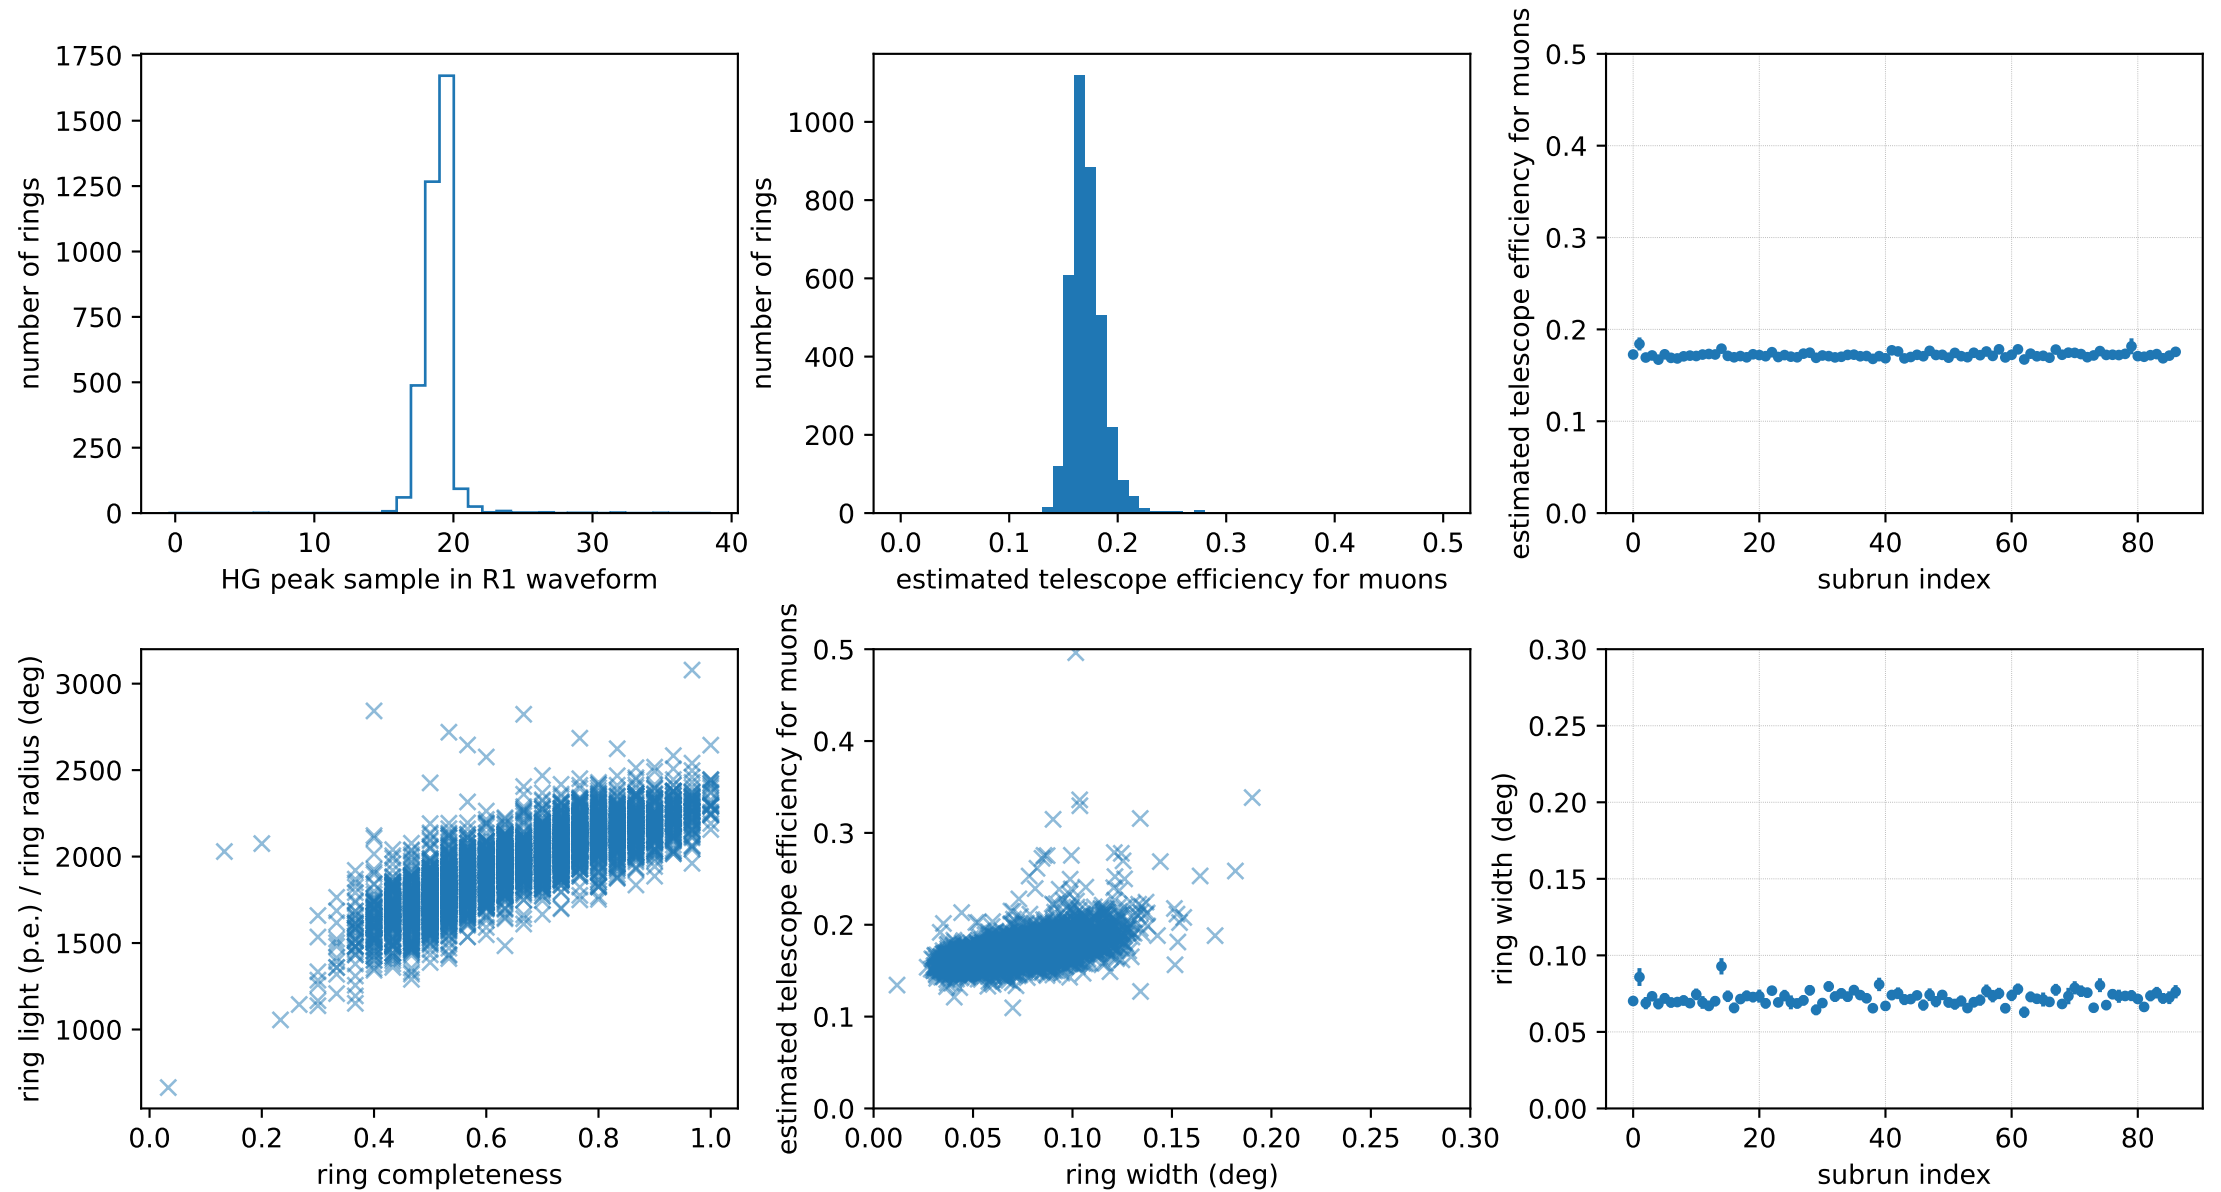 number of rings
1750
1500
1250
1000
750
500
250
0
0 10 20 30 40
HG peak sample in R1 waveform
number of rings
1000
800
600
400
200
0
0.0 0.1 0.2 0.3 0.4 0.5
estimated telescope efficiency for muons
estimated telescope efficiency for muons
0.5
0.4
0.3
0.2
0.1
0.0
0 20 40 60 80
subrun index
ring light (p.e.) / ring radius (deg)
3000
2500
2000
1500
1000
0.0 0.2 0.4 0.6 0.8 1.0
ring completeness
estimated telescope efficiency for muons
0.5
0.4
0.3
0.2
0.1
0.0
0.00 0.05 0.10 0.15 0.20 0.25 0.30
ring width (deg)
ring width (deg)
0.30
0.25
0.20
0.15
0.10
0.05
0.00
0 20 40 60 80
subrun index